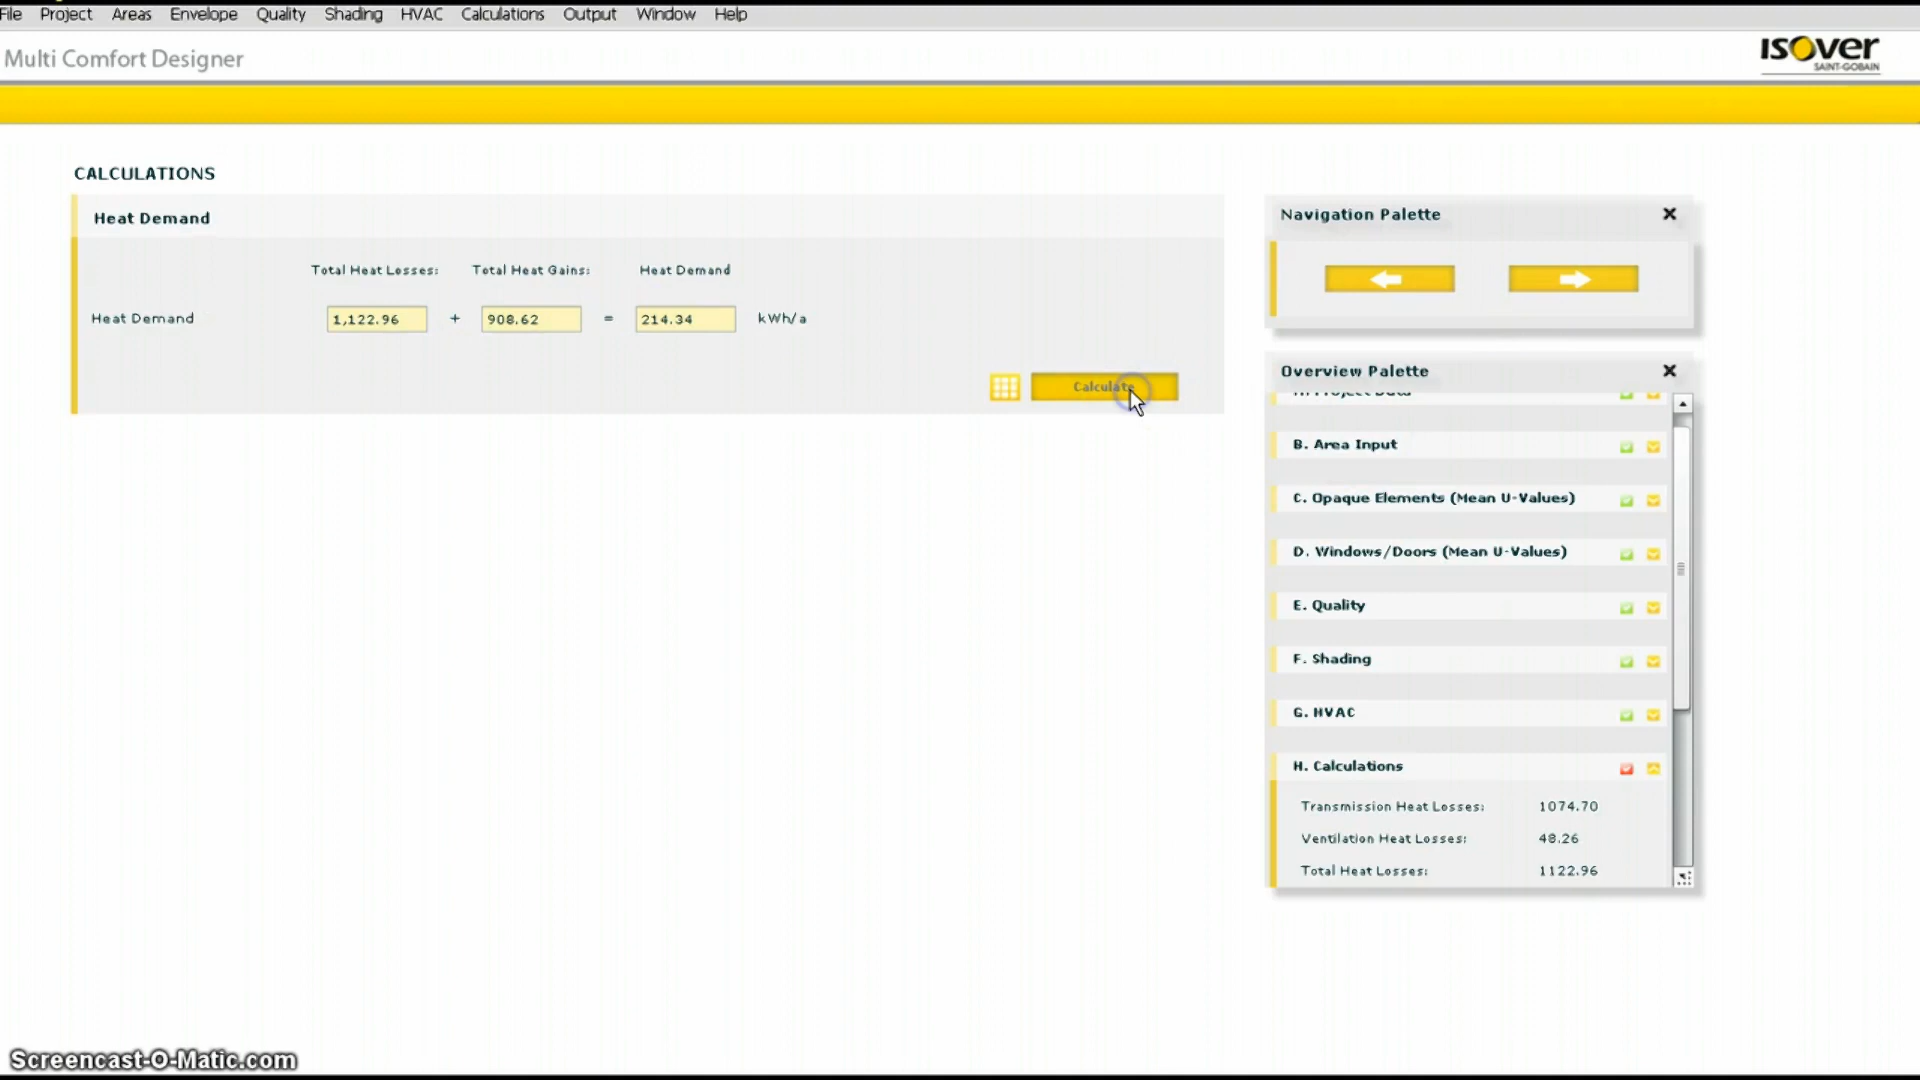 File Project Areas Envelope Quality Shading HVAC Calculations Output Window Help
Multi Comfort Designer
isover
SAINT-GOBAIN
CALCULATIONS
Heat Demand
Total Heat Losses: Total Heat Gains: Heat Demand
Heat Demand 1,122.96 + 908.62 = 214.34 kWh/a
Calculate
Navigation Palette
Overview Palette
A. Project Data
B. Area Input
C. Opaque Elements (Mean U-Values)
D. Windows/Doors (Mean U-Values)
E. Quality
F. Shading
G. HVAC
H. Calculations
Transmission Heat Losses: 1074.70
Ventilation Heat Losses: 48.26
Total Heat Losses: 1122.96
Screencast-O-Matic.com